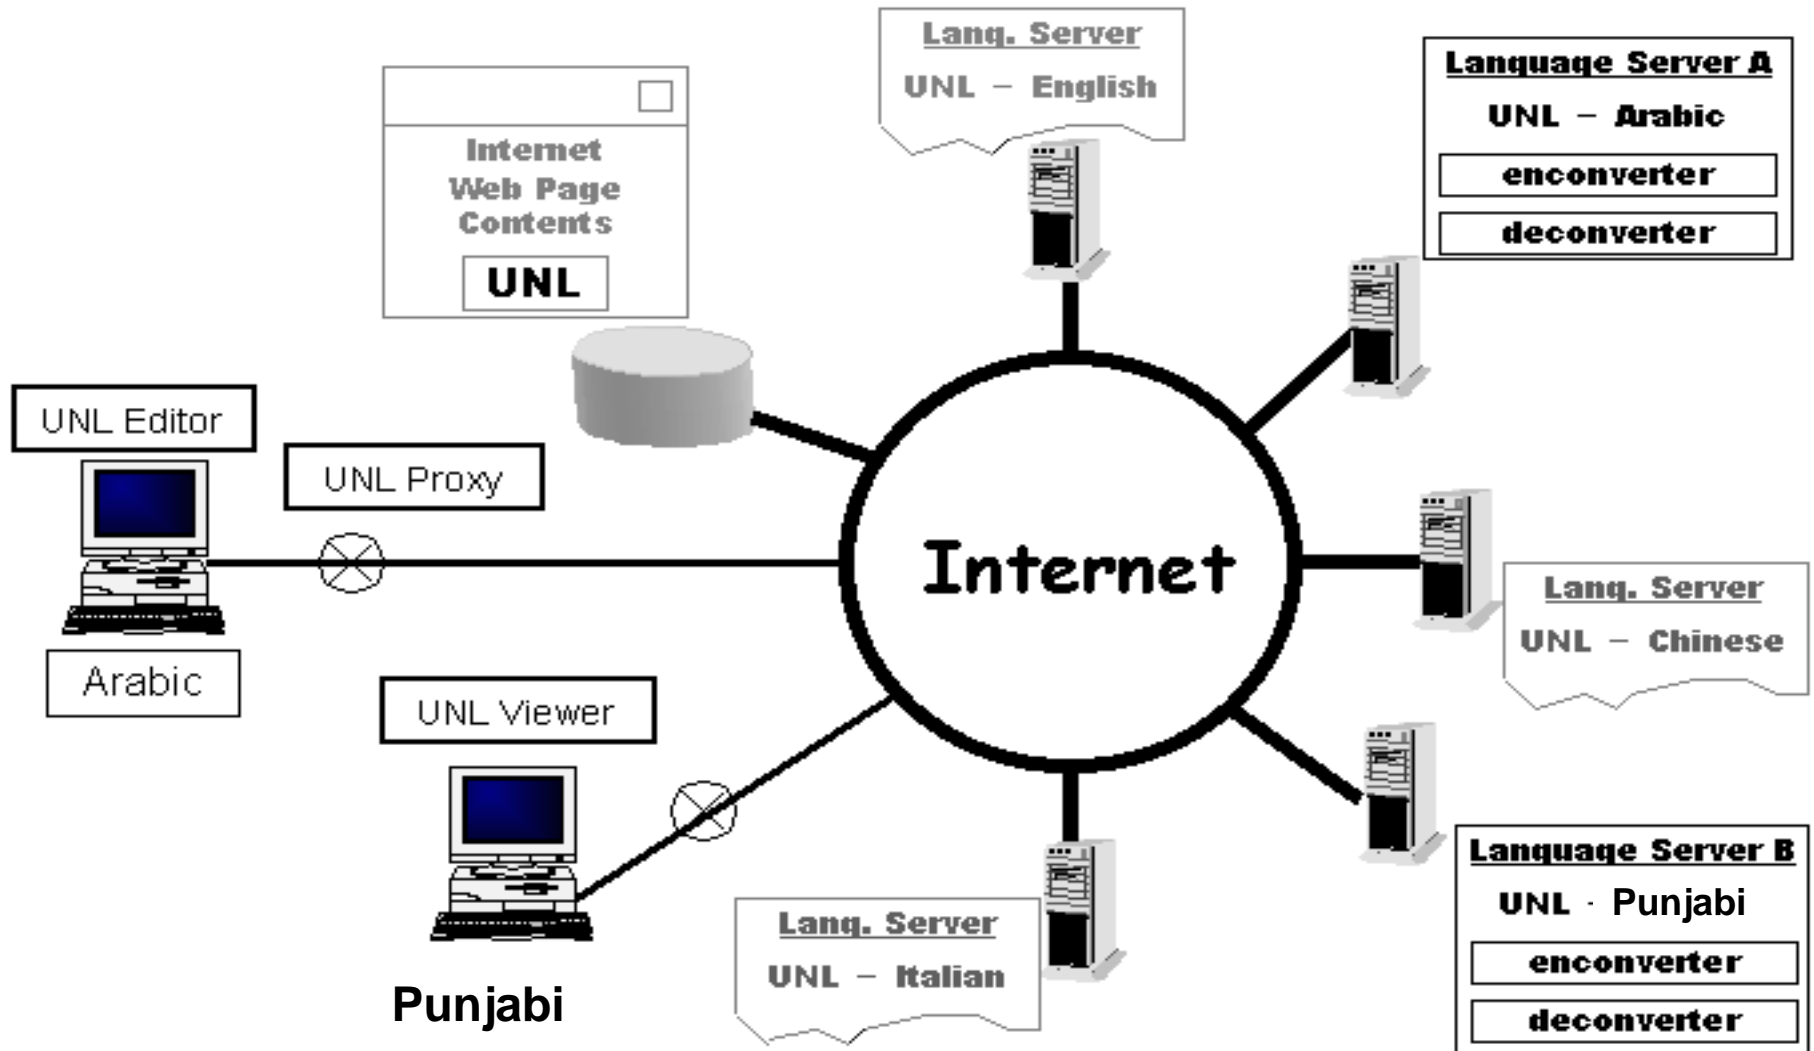 Lang. Server
UNL – English
Language Server A
UNL – Arabic
enconverter
deconverter
Internet
Web Page
Contents
UNL
UNL Editor
UNL Proxy
Arabic
Internet
Lang. Server
UNL – Chinese
UNL Viewer
Punjabi
Lang. Server
UNL – Italian
Language Server B
UNL - Punjabi
enconverter
deconverter